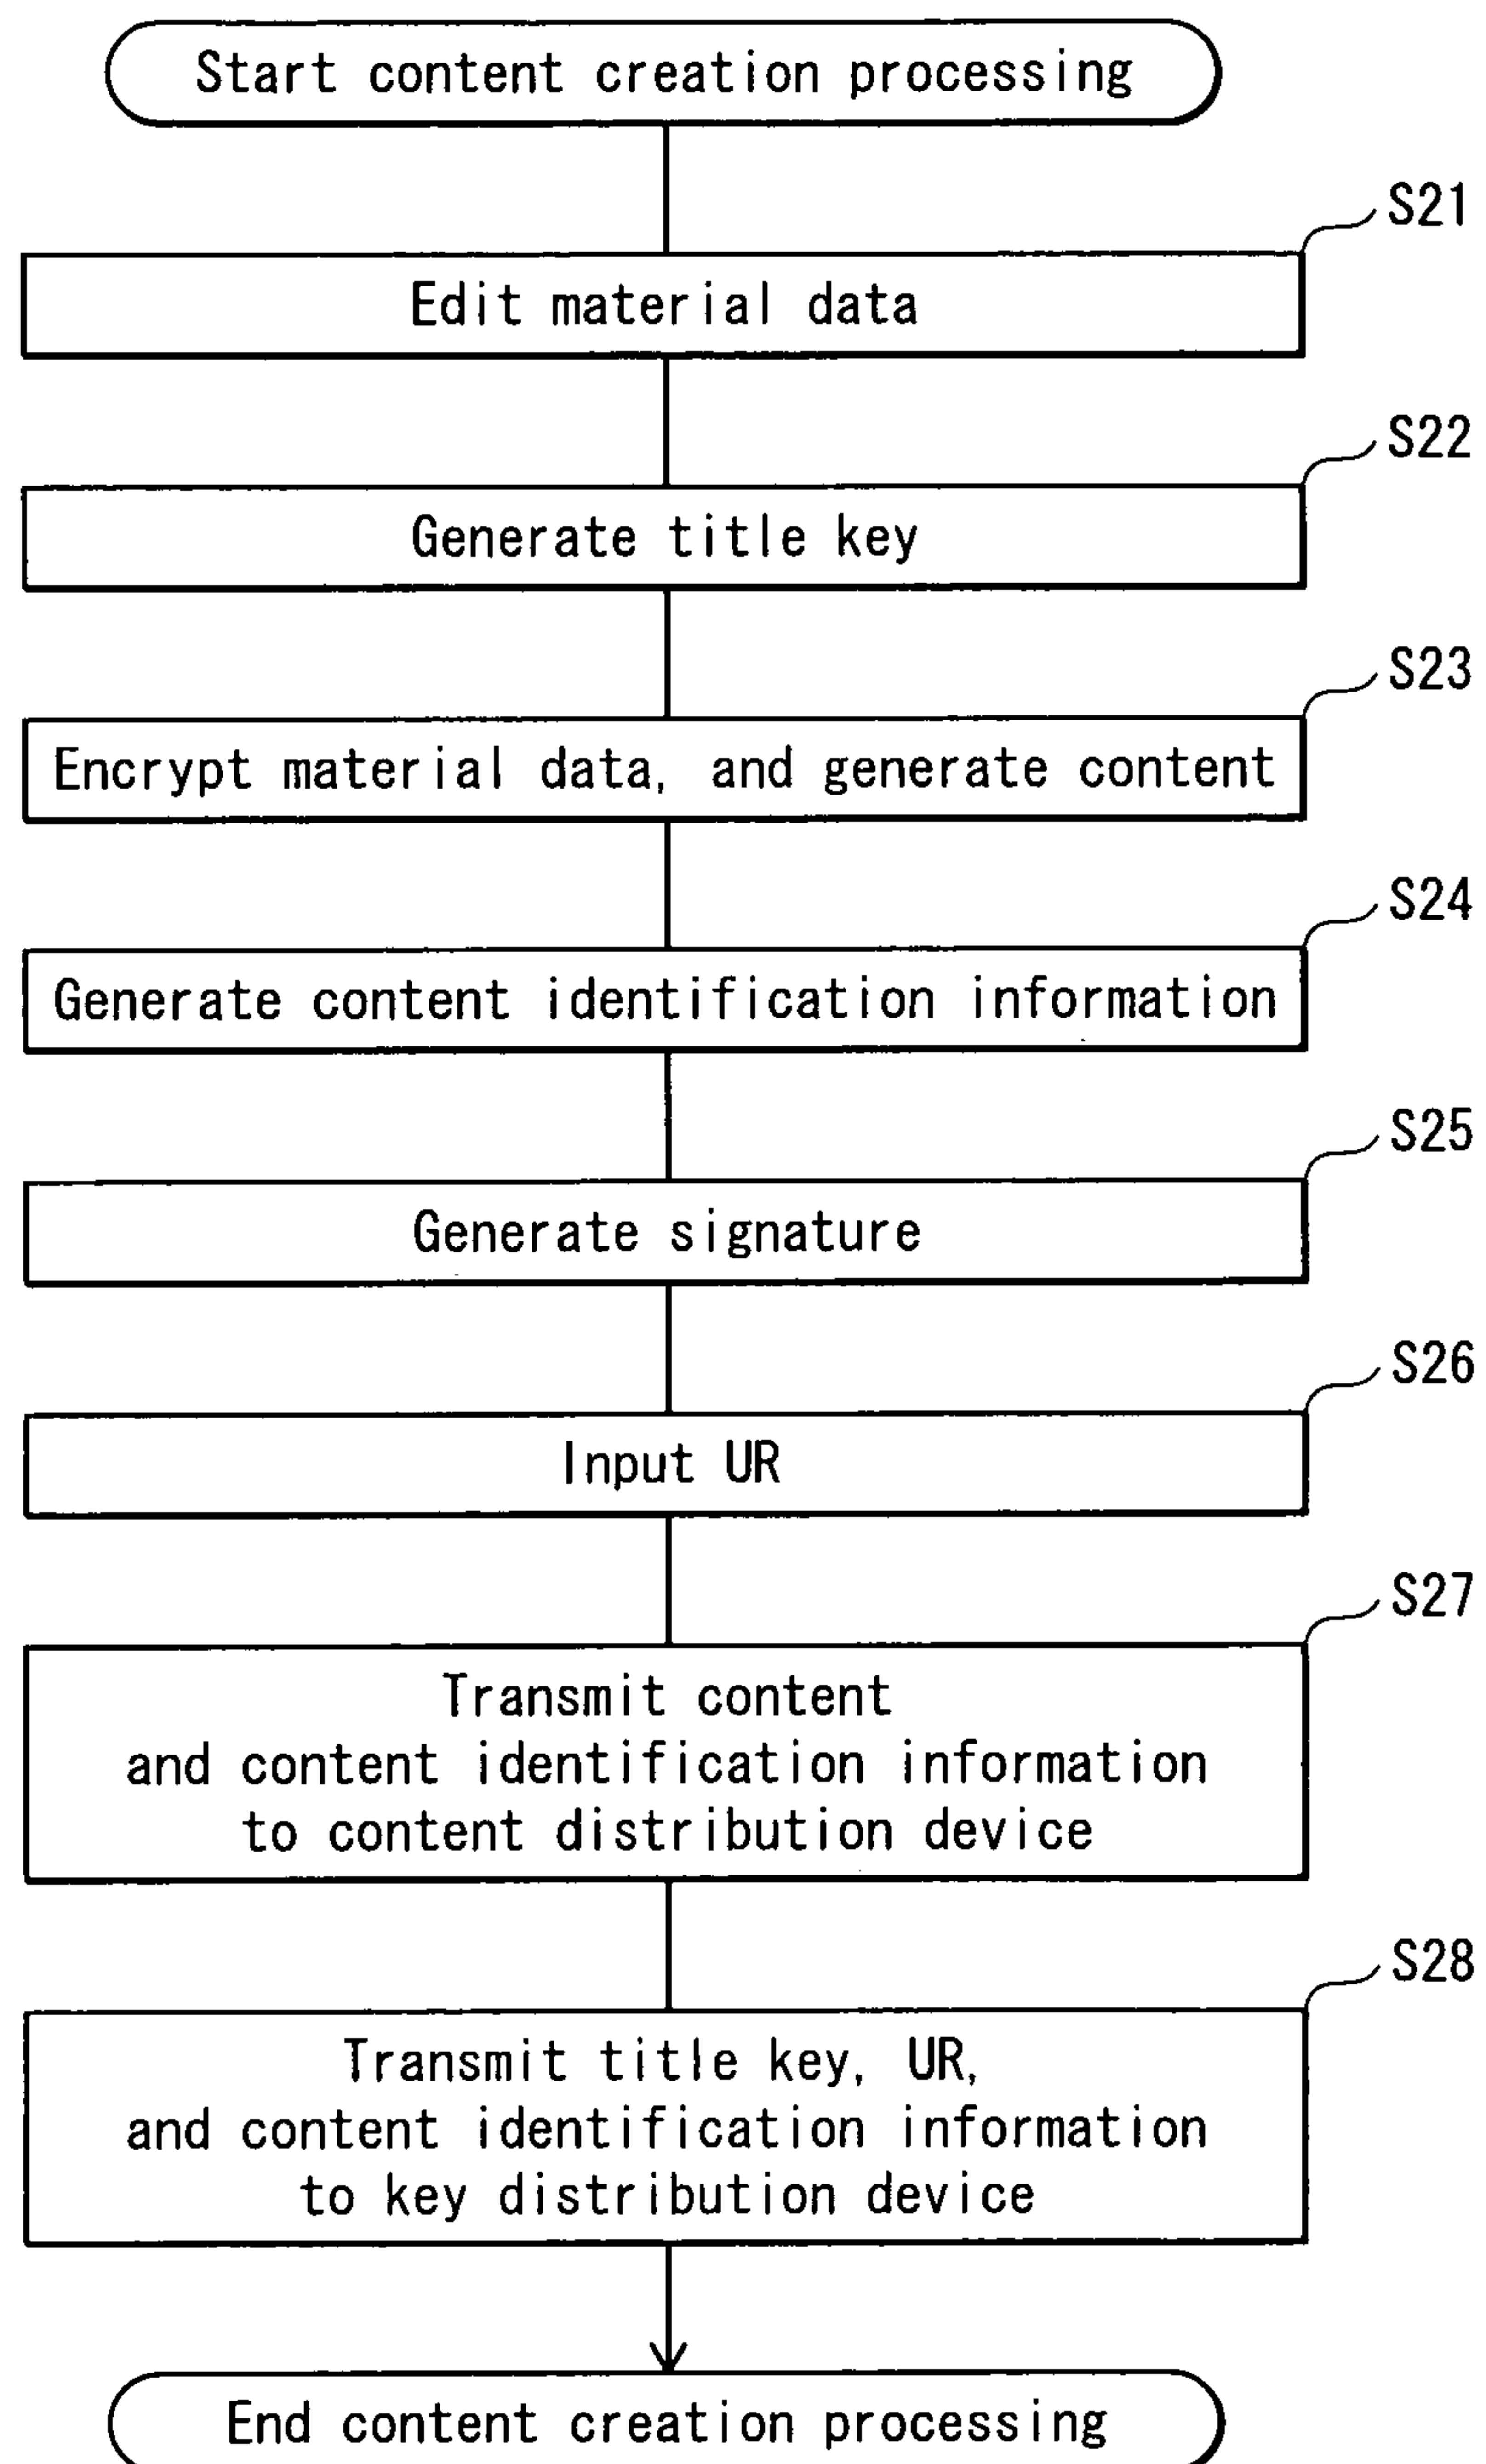 Start content creation processing
S21
Edit material data
S22
Generate title key
S23
Encrypt material data, and generate content
S24
Generate content identification information
S25
Generate signature
S26
Input UR
S27
Transmit content
and content identification information
to content distribution device
S28
Transmit title key, UR,
and content identification information
to key distribution device
End content creation processing